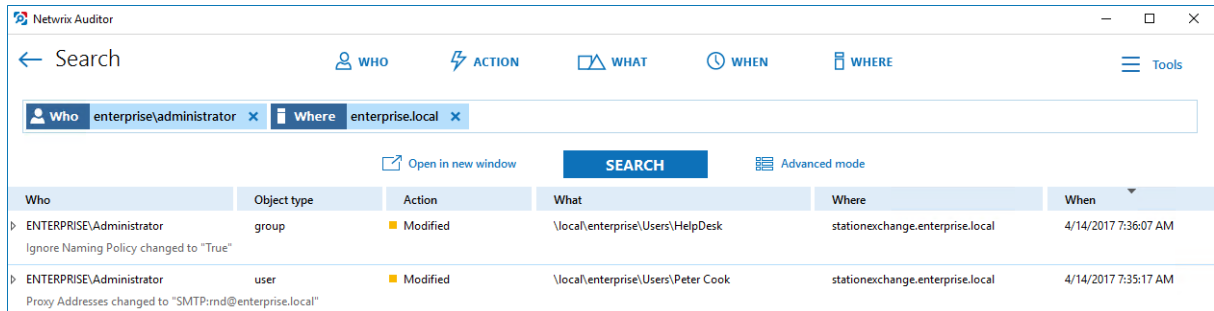 Netwrix Auditor
Search
WHO
ACTION
WHAT
WHEN
WHERE
Tools
Who enterprise\administrator
Where enterprise.local
Open in new window
SEARCH
Advanced mode
Who Object type Action What Where When
ENTERPRISE\Administrator group Modified \local\enterprise\Users\HelpDesk stationexchange.enterprise.local 4/14/2017 7:36:07 AM
Ignore Naming Policy changed to "True"
ENTERPRISE\Administrator user Modified \local\enterprise\Users\Peter Cook stationexchange.enterprise.local 4/14/2017 7:35:17 AM
Proxy Addresses changed to "SMTP:rnd@enterprise.local"